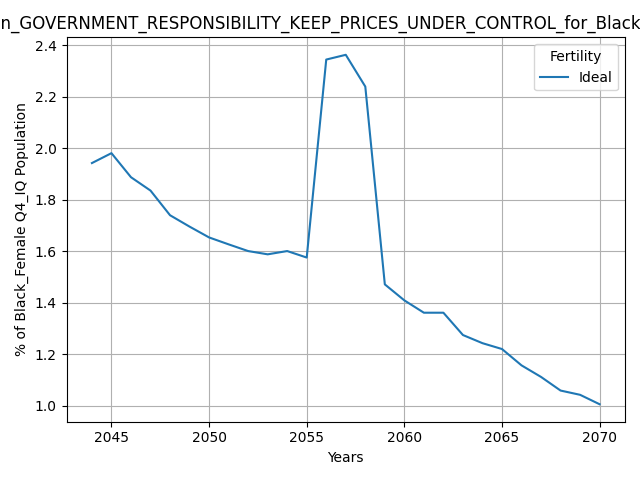 n_GOVERNMENT_RESPONSIBILITY_KEEP_PRICES_UNDER_CONTROL_for_Black
Fertility
Ideal
% of Black_Female Q4_IQ Population
2.4
2.2
2.0
1.8
1.6
1.4
1.2
1.0
2045 2050 2055 2060 2065 2070
Years